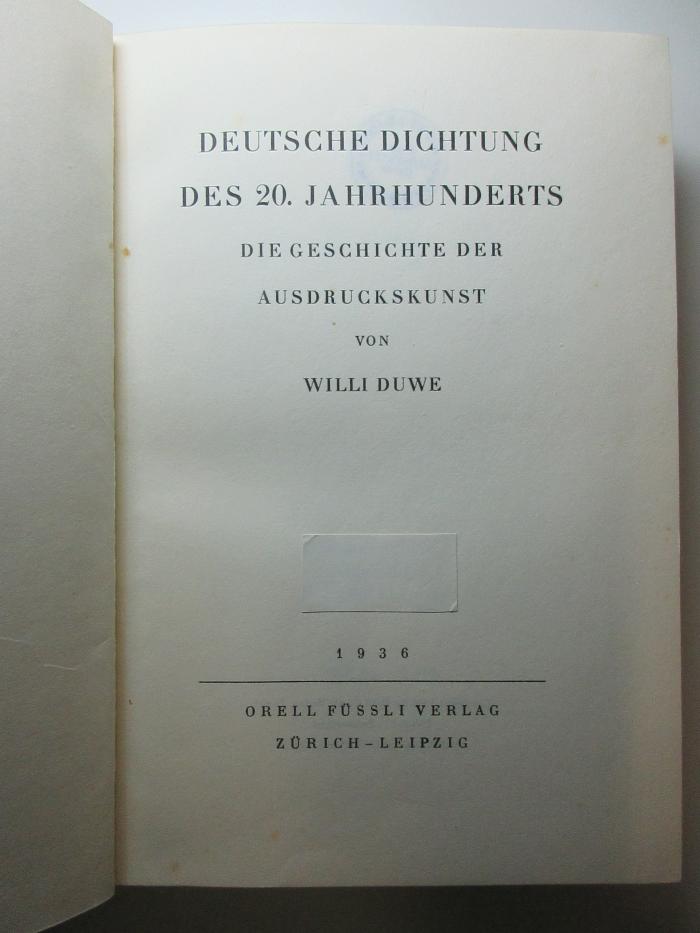 DEUTSCHE DICHTUNG
DES 20. JAHRHUNDERTS
DIE GESCHICHTE DER
AUSDRUCKSKUNST
VON
WILLI DUWE
1936
ORELL FÜSSLI VERLAG
ZÜRICH – LEIPZIG